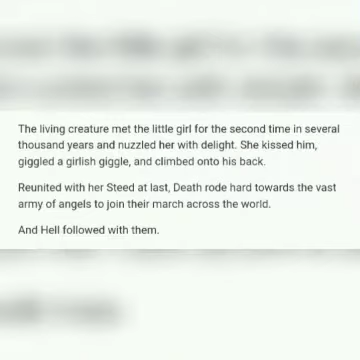 The living creature met the little girl for the second time in several
thousand years and nuzzled her with delight. She kissed him,
giggled a girlish giggle, and climbed onto his back.
Reunited with her Steed at last, Death rode hard towards the vast
army of angels to join their march across the world.
And Hell followed with them.